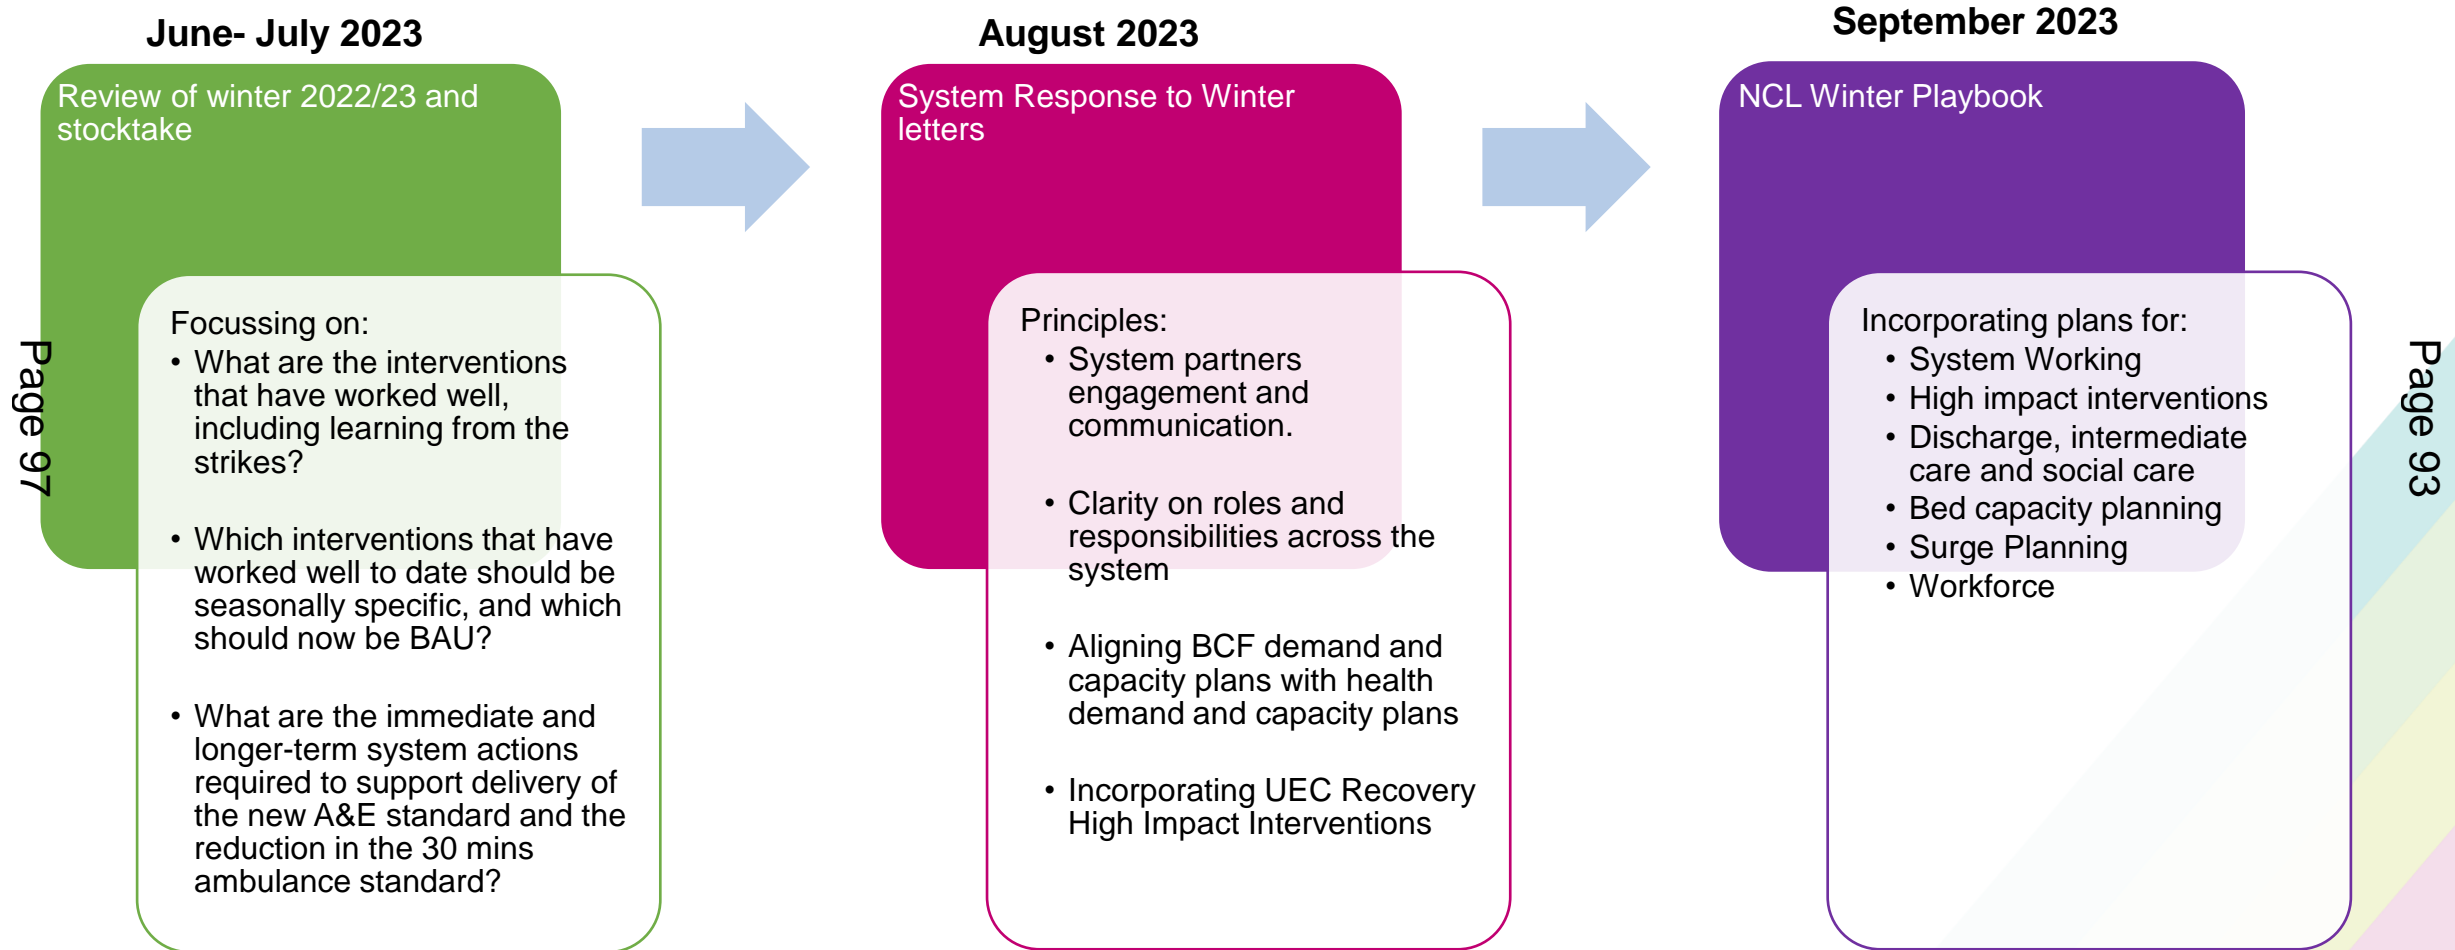 June- July 2023
Review of winter 2022/23 and
stocktake
Focussing on:
• What are the interventions
that have worked well,
including learning from the
strikes?
• Which interventions that have
worked well to date should be
seasonally specific, and which
should now be BAU?
• What are the immediate and
longer-term system actions
required to support delivery of
the new A&E standard and the
reduction in the 30 mins
ambulance standard?
August 2023
System Response to Winter
letters
Principles:
• System partners
engagement and
communication.
• Clarity on roles and
responsibilities across the
system
• Aligning BCF demand and
capacity plans with health
demand and capacity plans
• Incorporating UEC Recovery
High Impact Interventions
September 2023
NCL Winter Playbook
Incorporating plans for:
• System Working
• High impact interventions
• Discharge, intermediate
care and social care
• Bed capacity planning
• Surge Planning
• Workforce
Page 97
Page 93